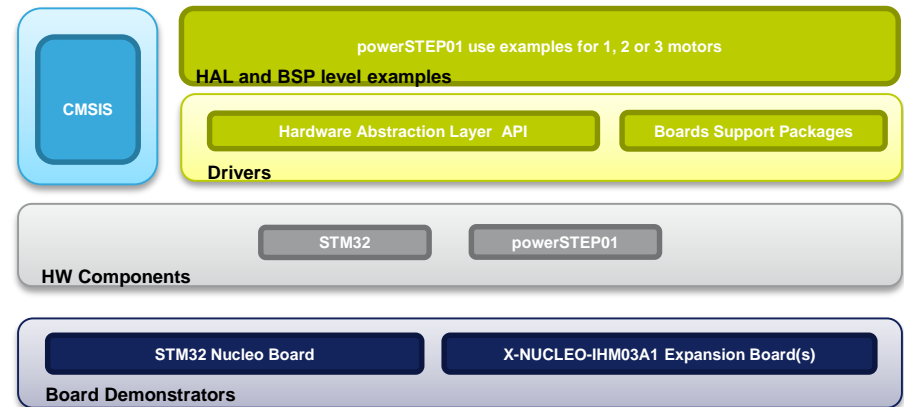 powerSTEP01 use examples for 1, 2 or 3 motors
HAL and BSP level examples
CMSIS
Hardware Abstraction Layer API
Boards Support Packages
Drivers
STM32
powerSTEP01
HW Components
STM32 Nucleo Board
X-NUCLEO-IHM03A1 Expansion Board(s)
Board Demonstrators